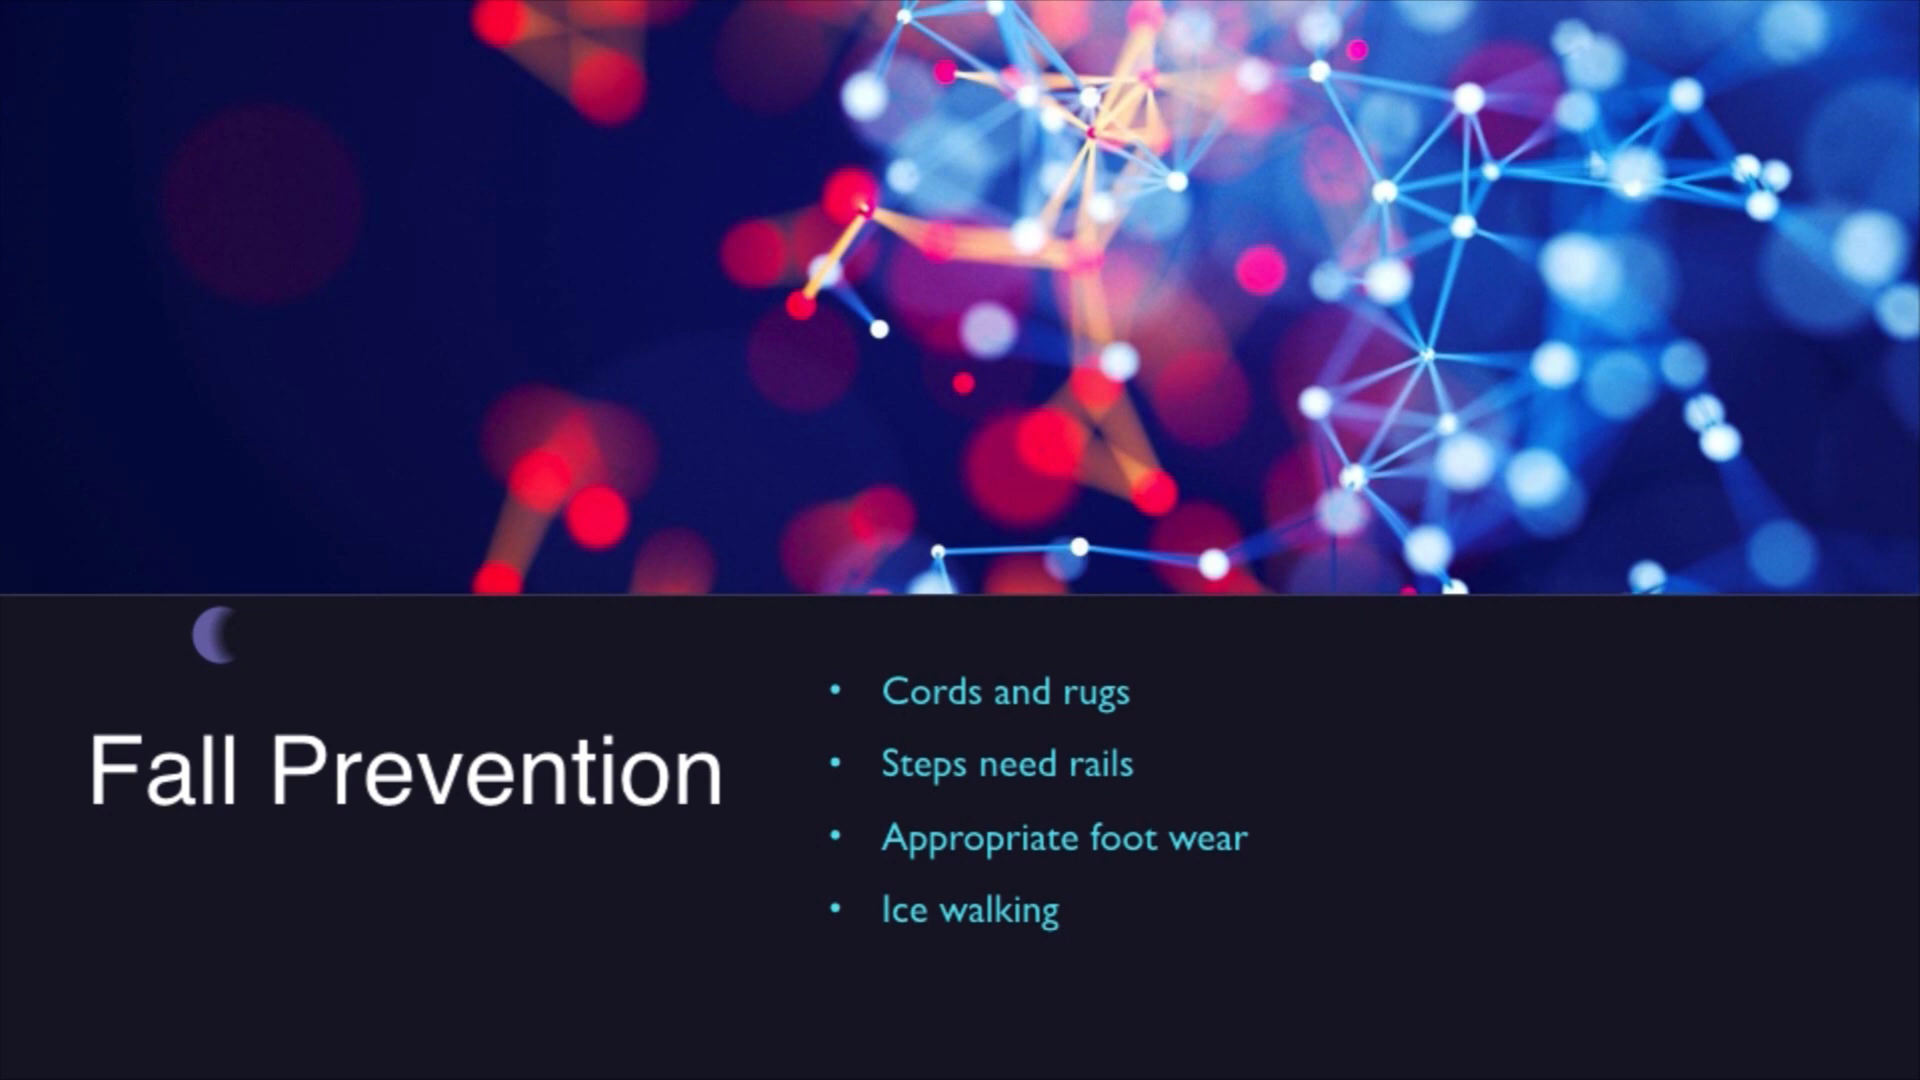 Fall Prevention
• Cords and rugs
• Steps need rails
• Appropriate foot wear
• Ice walking